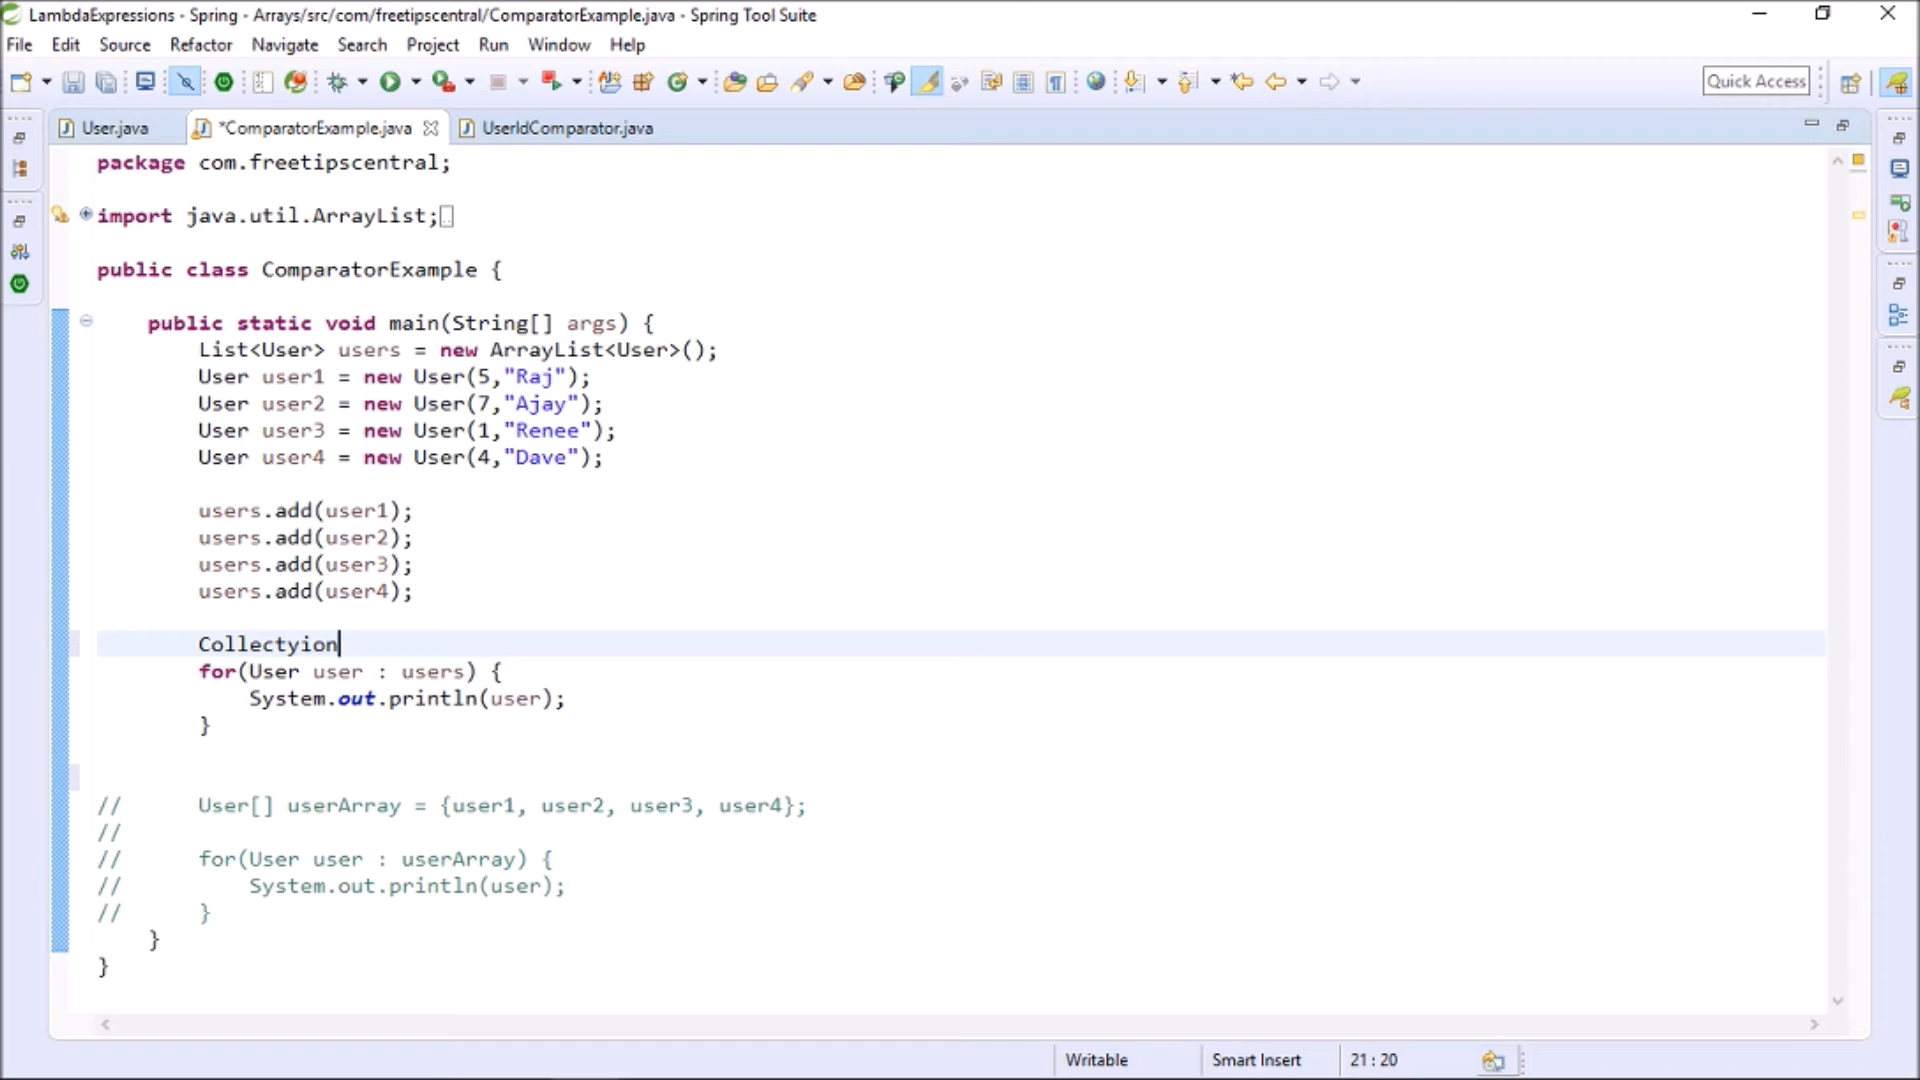 LambdaExpressions - Spring - Arrays/src/com/freetipscentral/ComparatorExample.java - Spring Tool Suite
File Edit Source Refactor Navigate Search Project Run Window Help
Quick Access
User.java *ComparatorExample.java UserIdComparator.java
package com.freetipscentral;
import java.util.ArrayList;
public class ComparatorExample {
public static void main(String[] args) {
List<User> users = new ArrayList<User>();
User user1 = new User(5,"Raj");
User user2 = new User(7,"Ajay");
User user3 = new User(1,"Renee");
User user4 = new User(4,"Dave");
users.add(user1);
users.add(user2);
users.add(user3);
users.add(user4);
Collectyion
for(User user : users) {
System.out.println(user);
}
// User[] userArray = {user1, user2, user3, user4};
//
// for(User user : userArray) {
// System.out.println(user);
// }
}
}
Writable Smart Insert 21 : 20